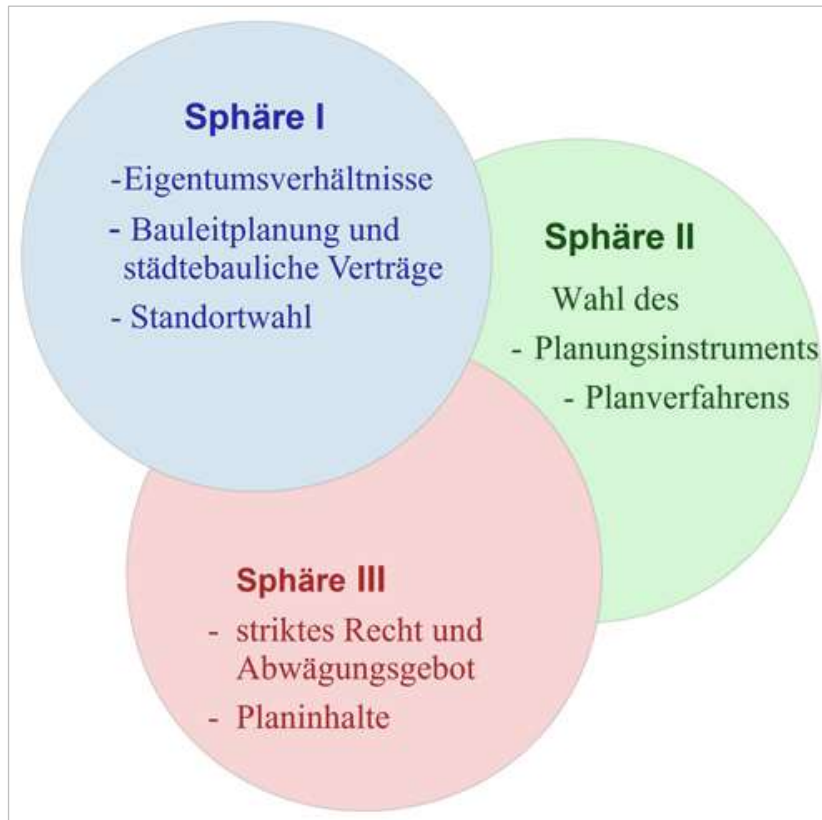 Sphäre I
-Eigentumsverhältnisse
- Bauleitplanung und
städtebauliche Verträge
- Standortwahl
Sphäre II
Wahl des
- Planungsinstruments
- Planverfahrens
Sphäre III
- striktes Recht und
Abwägungsgebot
- Planinhalte